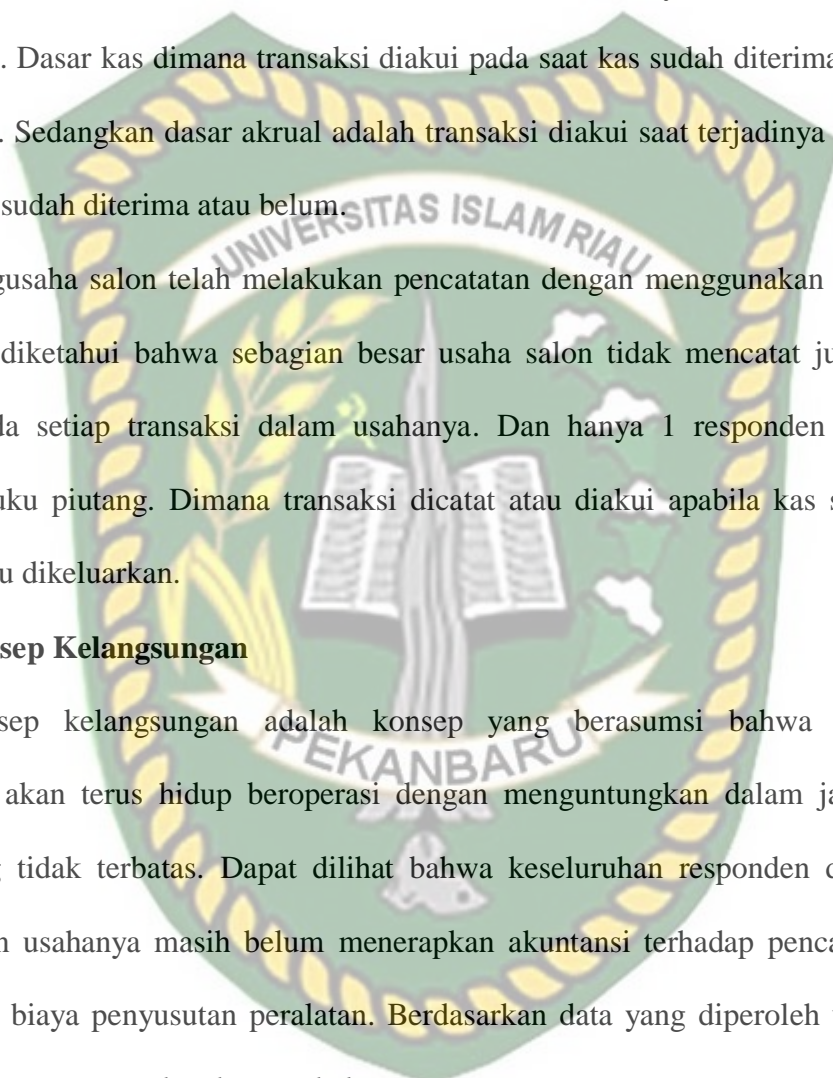 . Dasar kas dimana transaksi diakui pada saat kas sudah diterima
. Sedangkan dasar akrual adalah transaksi diakui saat terjadinya
sudah diterima atau belum.
UNIVERSITAS ISLAM RIAU
gusaha salon telah melakukan pencatatan dengan menggunakan
diketahui bahwa sebagian besar usaha salon tidak mencatat ju
da setiap transaksi dalam usahanya. Dan hanya 1 responden
uku piutang. Dimana transaksi dicatat atau diakui apabila kas s
u dikeluarkan.
sep Kelangsungan
sep kelangsungan adalah konsep yang berasumsi bahwa
PEKANBARU
akan terus hidup beroperasi dengan menguntungkan dalam ja
g tidak terbatas. Dapat dilihat bahwa keseluruhan responden d
n usahanya masih belum menerapkan akuntansi terhadap penca
biaya penyusutan peralatan. Berdasarkan data yang diperoleh